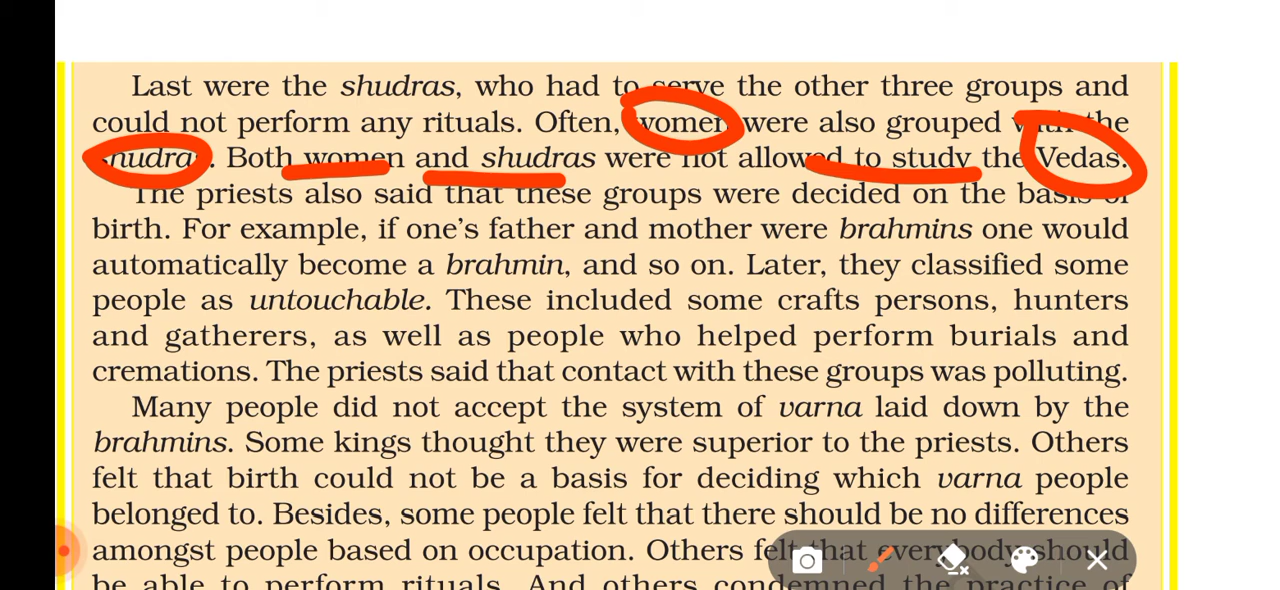 Last were the shudras, who had to serve the other three groups and
could not perform any rituals. Often, women were also grouped with the
shudras. Both women and shudras were not allowed to study the Vedas.
The priests also said that these groups were decided on the basis of
birth. For example, if one's father and mother were brahmins one would
automatically become a brahmin, and so on. Later, they classified some
people as untouchable. These included some crafts persons, hunters
and gatherers, as well as people who helped perform burials and
cremations. The priests said that contact with these groups was polluting.
Many people did not accept the system of varna laid down by the
brahmins. Some kings thought they were superior to the priests. Others
felt that birth could not be a basis for deciding which varna people
belonged to. Besides, some people felt that there should be no differences
amongst people based on occupation. Others felt that everybody should
be able to perform rituals. And others condemned the practice of